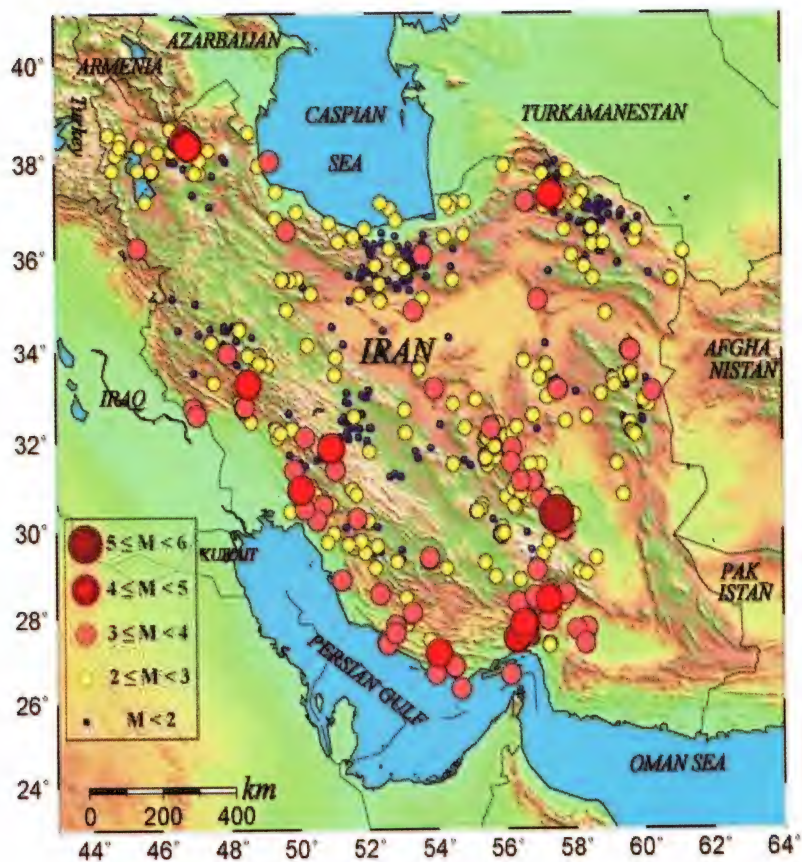 AZARBAIJAN
40°
ARMENIA
Turkey
CASPIAN
SEA
TURKAMANESTAN
38°
36°
34°
IRAN
AFGHA
NISTAN
IRAQ
32°
30°
5 ≤ M < 6
KUWAIT
4 ≤ M < 5
PAK
ISTAN
28°
3 ≤ M < 4
PERSIAN GULF
2 ≤ M < 3
26°
M < 2
OMAN SEA
24°
km
0 200 400
44° 46° 48° 50° 52° 54° 56° 58° 60° 62° 64°